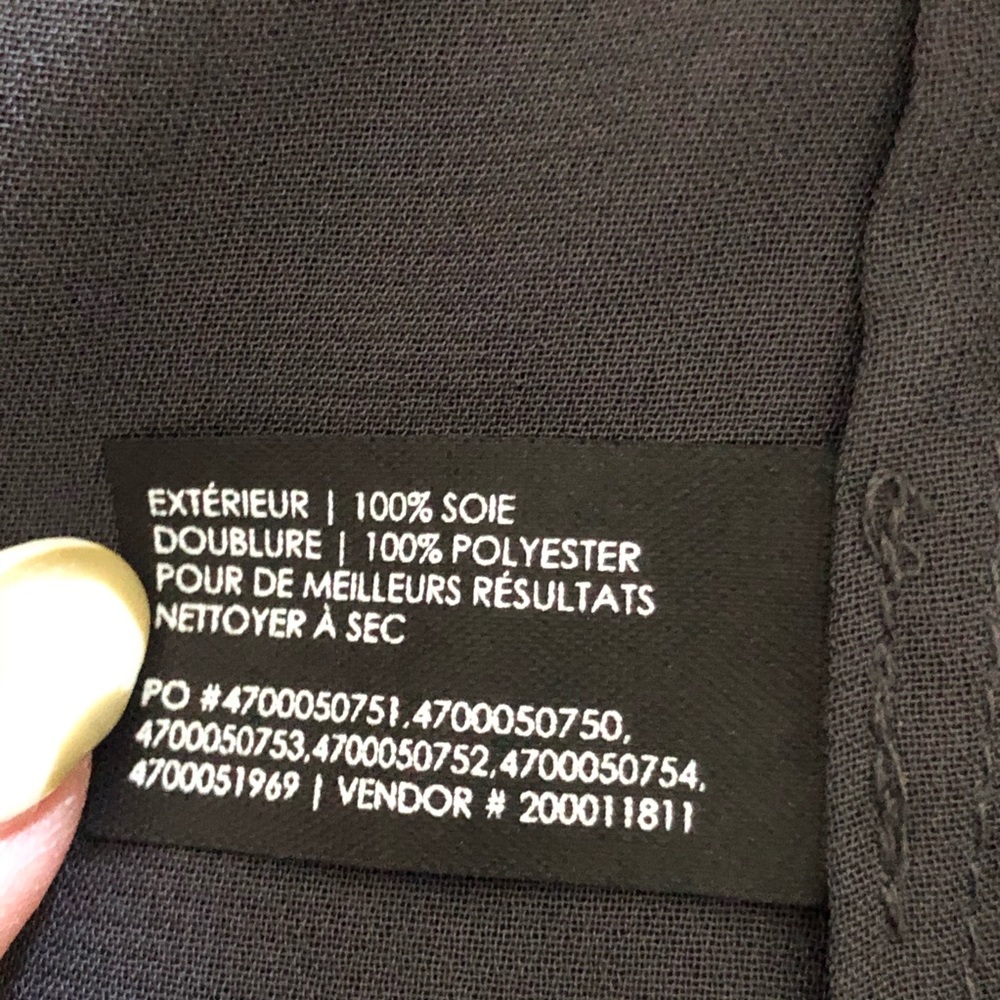 EXTÉRIEUR | 100% SOIE
DOUBLURE | 100% POLYESTER
POUR DE MEILLEURS RÉSULTATS
NETTOYER À SEC
PO #4700050751,4700050750,
4700050753,4700050752,4700050754,
4700051969 | VENDOR # 200011811